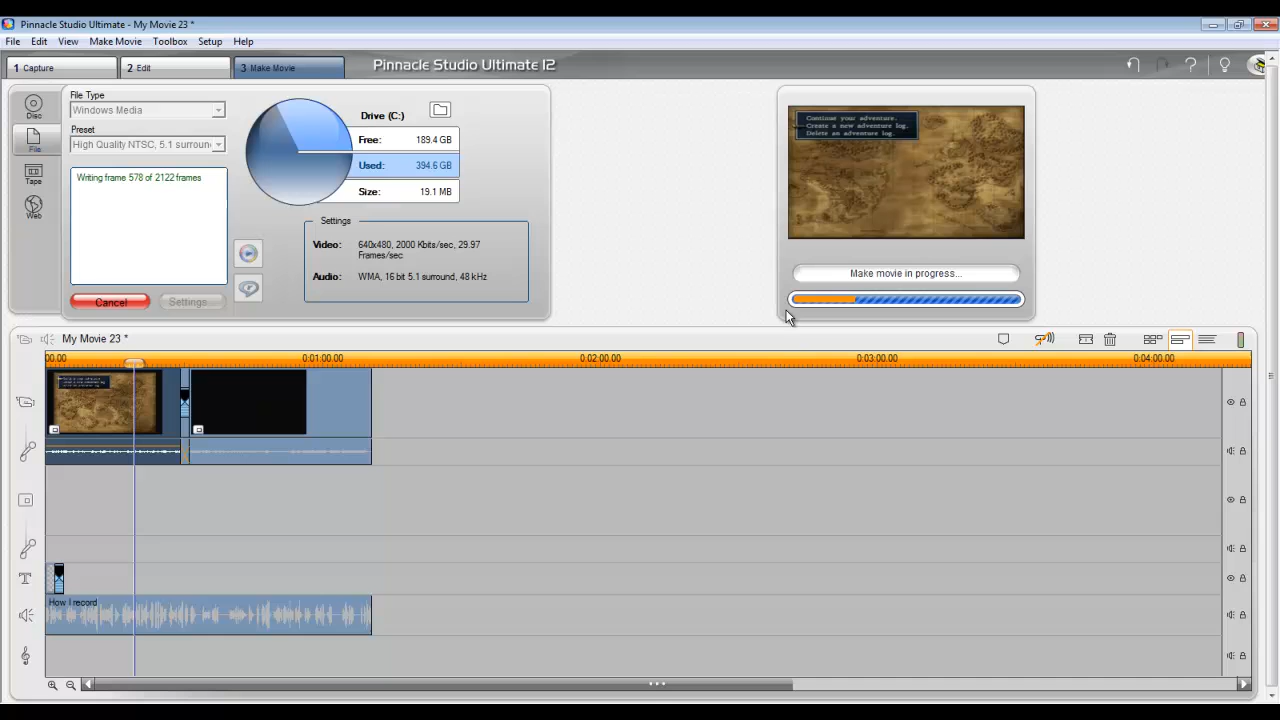 Pinnacle Studio Ultimate - My Movie 23 *
File Edit View Make Movie Toolbox Setup Help
1 Capture
2 Edit
3 Make Movie
Pinnacle Studio Ultimate 12
Disc
File
Tape
Web
File Type
Windows Media
Preset
High Quality NTSC, 5.1 surroun
Writing frame 578 of 2122 frames
Cancel
Settings
Drive (C:)
Free: 189.4 GB
Used: 394.6 GB
Size: 19.1 MB
Settings
Video: 640x480, 2000 Kbits/sec, 29.97
Frames/sec
Audio: WMA, 16 bit 5.1 surround, 48 kHz
Continue your adventure.
Create a new adventure log.
Delete an adventure log.
Make movie in progress...
My Movie 23 *
00.00 0:01:00.00 0:02:00.00 0:03:00.00 0:04:00.00
T
How I record